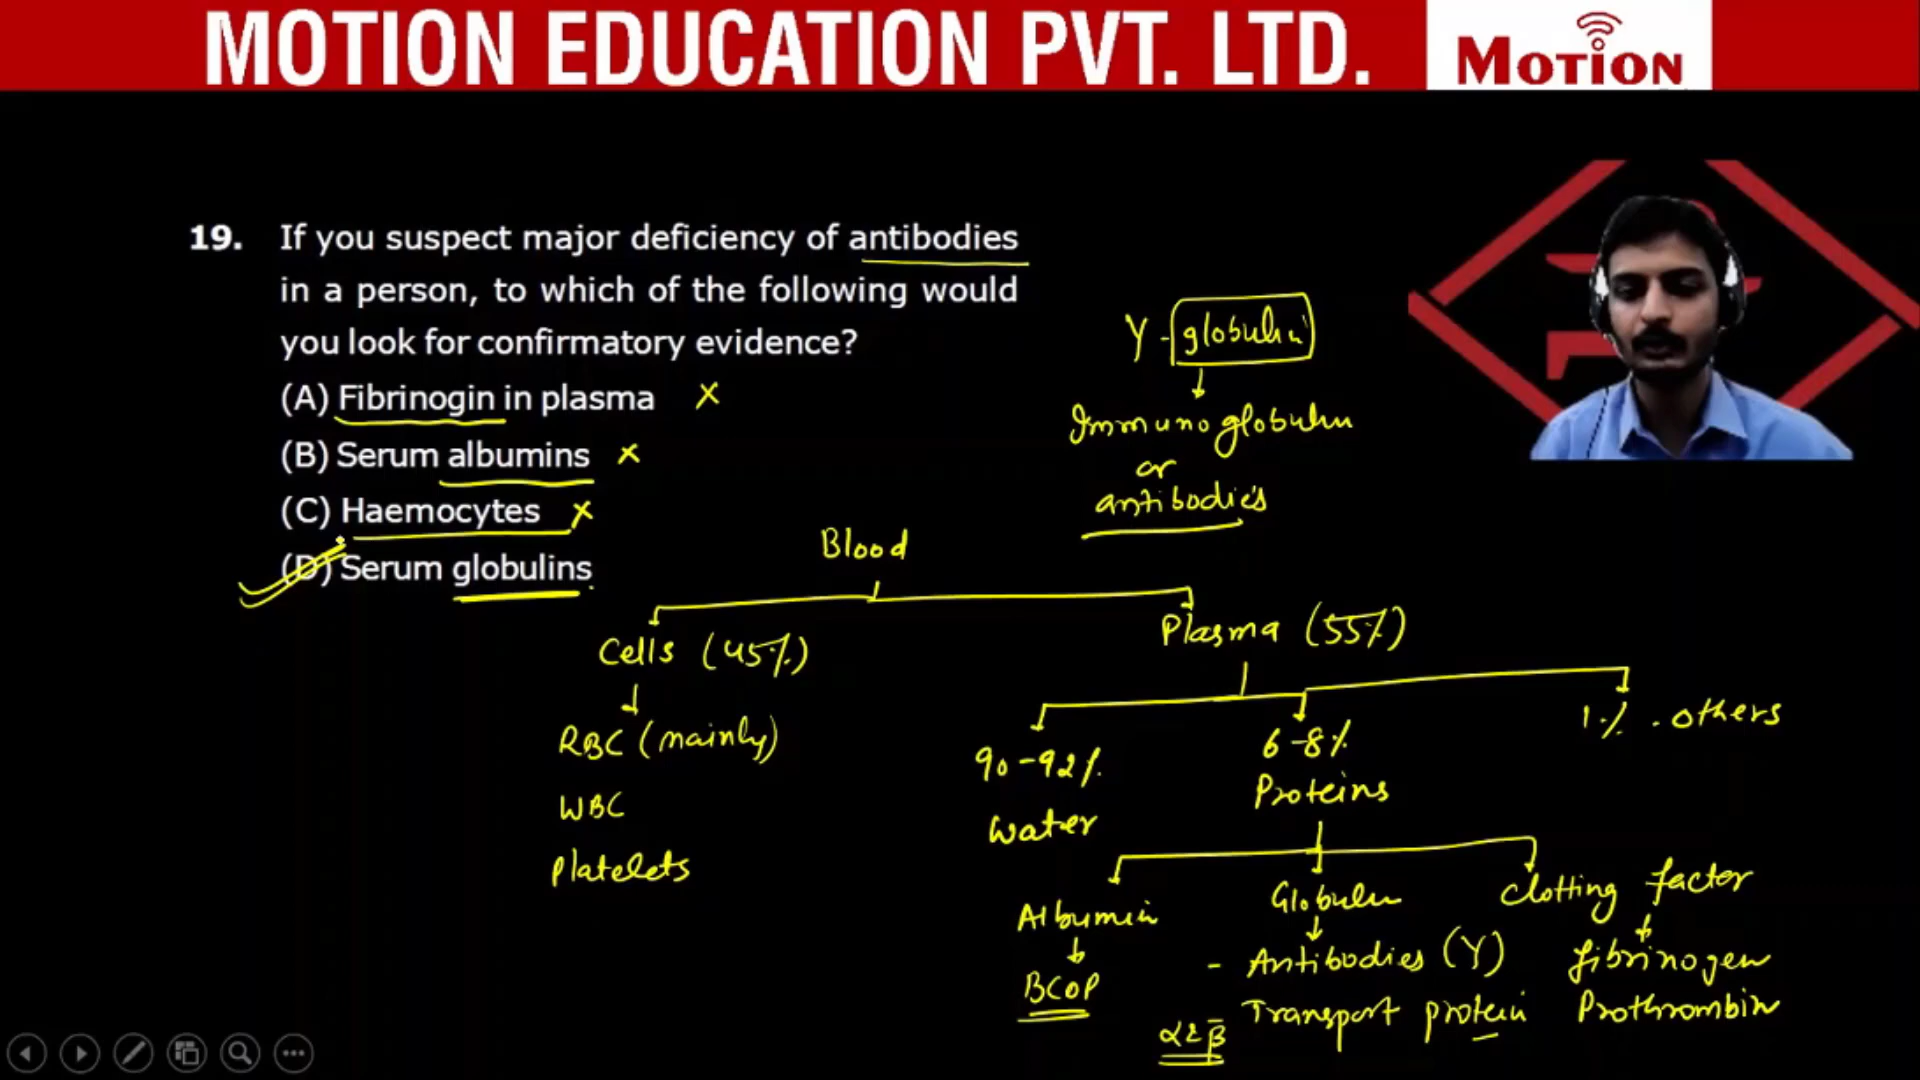 MOTION EDUCATION PVT. LTD.
MOTION
19. If you suspect major deficiency of antibodies
in a person, to which of the following would
you look for confirmatory evidence?
(A) Fibrinogin in plasma ×
(B) Serum albumins ×
(C) Haemocytes ×
(D) Serum globulins
γ - globulin
Immunoglobulin
or
antibodies
Blood
Cells (45%)
Plasma (55%)
RBC (mainly)
WBC
Platelets
90-92%
water
6-8%
Proteins
1% - others
Albumin
BCOP
Globulin
- Antibodies (γ)
α & β Transport protein
Clotting factor
fibrinogen
Prothrombin